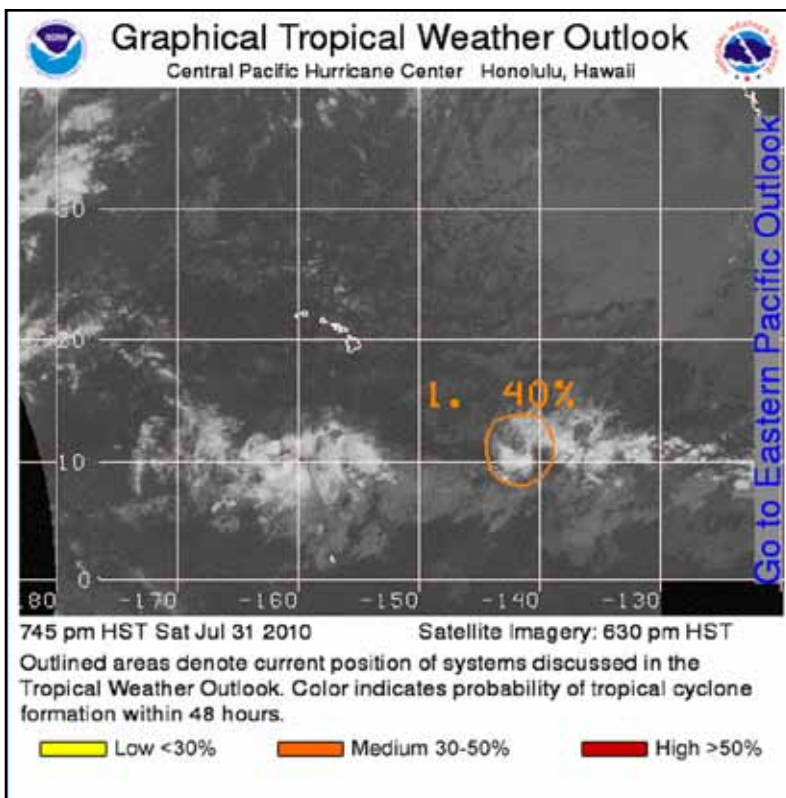 Graphical Tropical Weather Outlook
Central Pacific Hurricane Center Honolulu, Hawaii
NOAA
Go to Eastern Pacific Outlook
30
20
1. 40%
10
0
80 -170 -160 -150 -140 -130
745 pm HST Sat Jul 31 2010 Satellite Imagery: 630 pm HST
Outlined areas denote current position of systems discussed in the
Tropical Weather Outlook. Color indicates probability of tropical cyclone
formation within 48 hours.
Low <30% Medium 30-50% High >50%